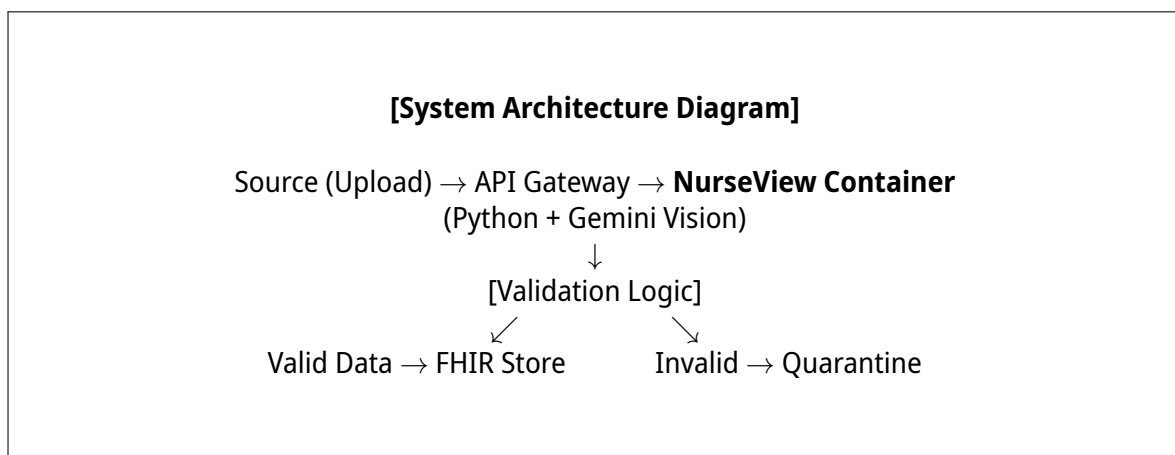 [System Architecture Diagram]
Source (Upload) → API Gateway → NurseView Container
(Python + Gemini Vision)
↓
[Validation Logic]
↙ ↘
Valid Data → FHIR Store Invalid → Quarantine